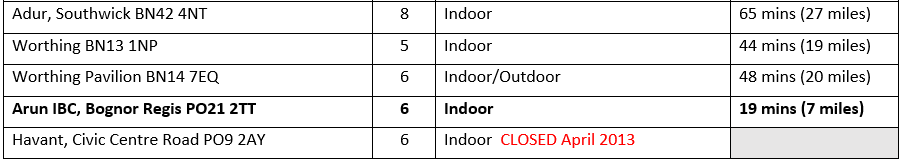 Adur, Southwick BN42 4NT 8 Indoor 65 mins (27 miles)
Worthing BN13 1NP 5 Indoor 44 mins (19 miles)
Worthing Pavilion BN14 7EQ 6 Indoor/Outdoor 48 mins (20 miles)
Arun IBC, Bognor Regis PO21 2TT 6 Indoor 19 mins (7 miles)
Havant, Civic Centre Road PO9 2AY 6 Indoor CLOSED April 2013